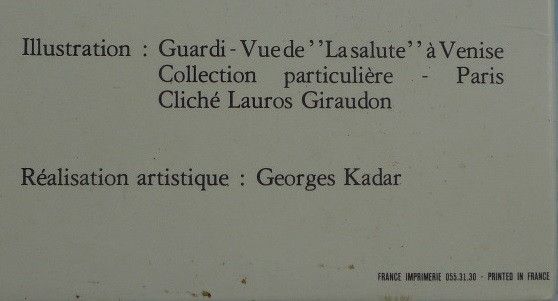 Illustration : Guardi - Vue de ''La salute'' à Venise
Collection particulière - Paris
Cliché Lauros Giraudon
Réalisation artistique : Georges Kadar
FRANCE IMPRIMERIE 055.31.30 - PRINTED IN FRANCE